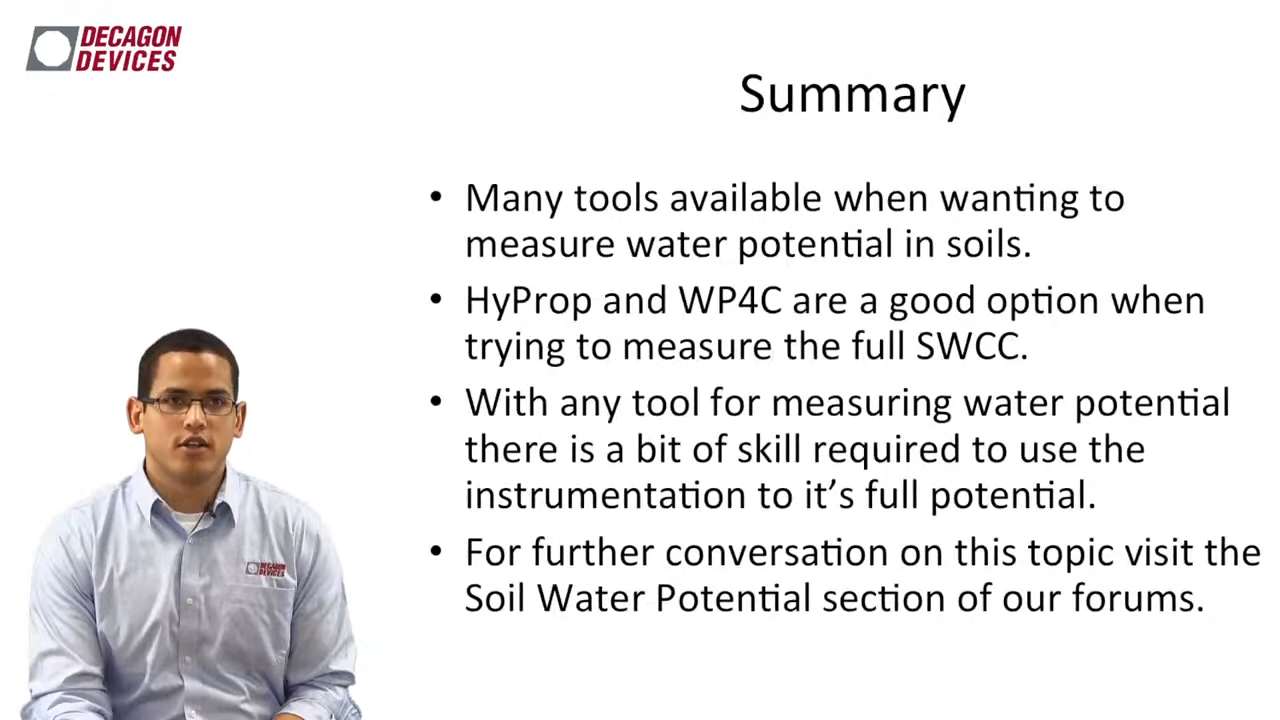 DECAGON
DEVICES
Summary
• Many tools available when wanting to
measure water potential in soils.
• HyProp and WP4C are a good option when
trying to measure the full SWCC.
• With any tool for measuring water potential
there is a bit of skill required to use the
instrumentation to it’s full potential.
• For further conversation on this topic visit the
Soil Water Potential section of our forums.
DECAGON
DEVICES